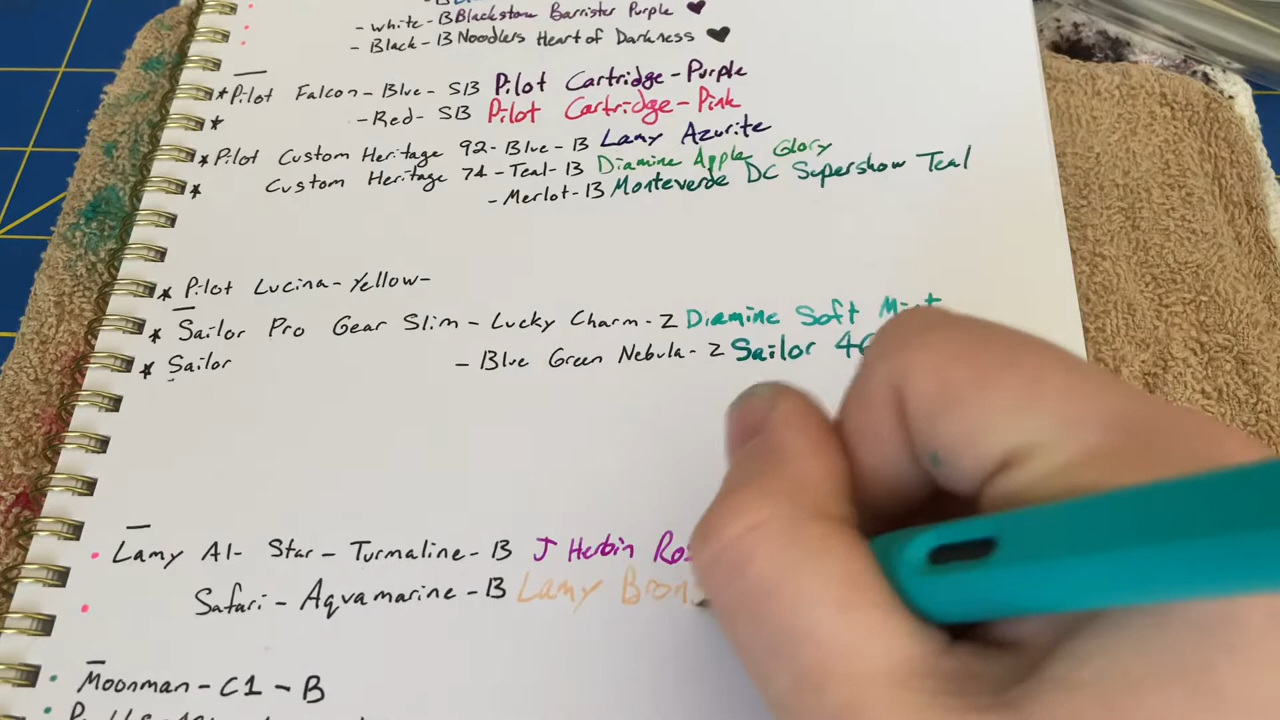 - White - B Blackstone Barrister Purple ♥
- Black - B Noodlers Heart of Darkness ♥
* Pilot Falcon - Blue - SB Pilot Cartridge - Purple
* - Red - SB Pilot Cartridge - Pink
* Pilot Custom Heritage 92 - Blue - B Lamy Azurite
* Custom Heritage 74 - Teal - B Diamine Apple Glory
- Merlot - B Monteverde DC Supershow Teal
* Pilot Lucina - Yellow -
* Sailor Pro Gear Slim - Lucky Charm - Z Diamine Soft Mint
* Sailor - Blue Green Nebula - Z Sailor
• Lamy Al - Star - Turmaline - B J Herbin
• Safari - Aquamarine - B Lamy
• Moonman - C1 - B